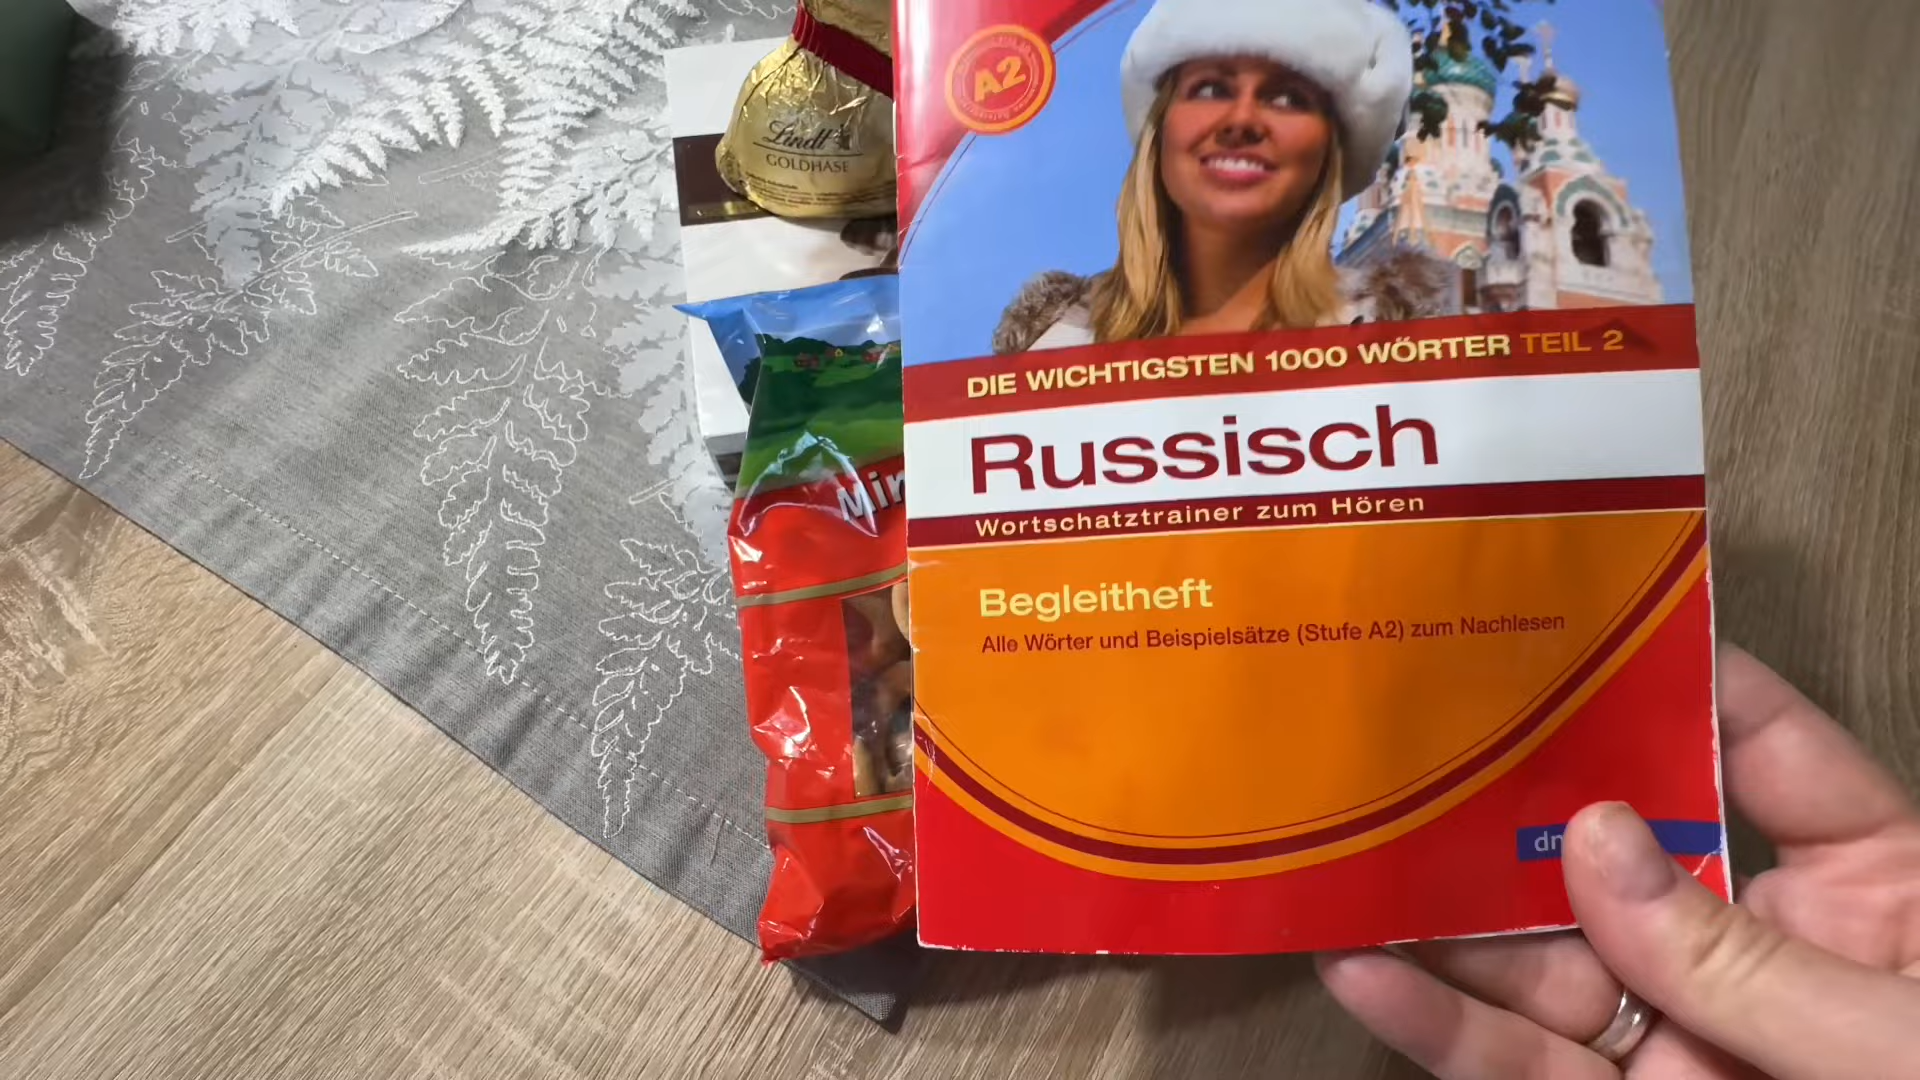 Lindt
GOLDHASE
A2
DIE WICHTIGSTEN 1000 WÖRTER TEIL 2
Russisch
Wortschatztrainer zum Hören
Begleitheft
Alle Wörter und Beispielsätze (Stufe A2) zum Nachlesen